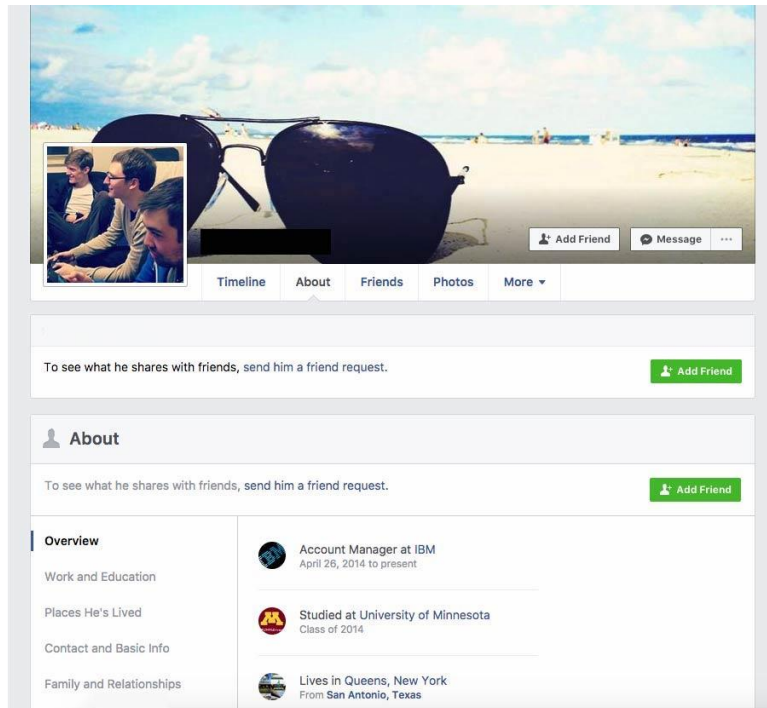 Add Friend
Message
Timeline
About
Friends
Photos
More
To see what he shares with friends, send him a friend request.
Add Friend
About
To see what he shares with friends, send him a friend request.
Add Friend
Overview
Work and Education
Places He's Lived
Contact and Basic Info
Family and Relationships
IBM
Account Manager at IBM
April 26, 2014 to present
M
Studied at University of Minnesota
Class of 2014
Lives in Queens, New York
From San Antonio, Texas